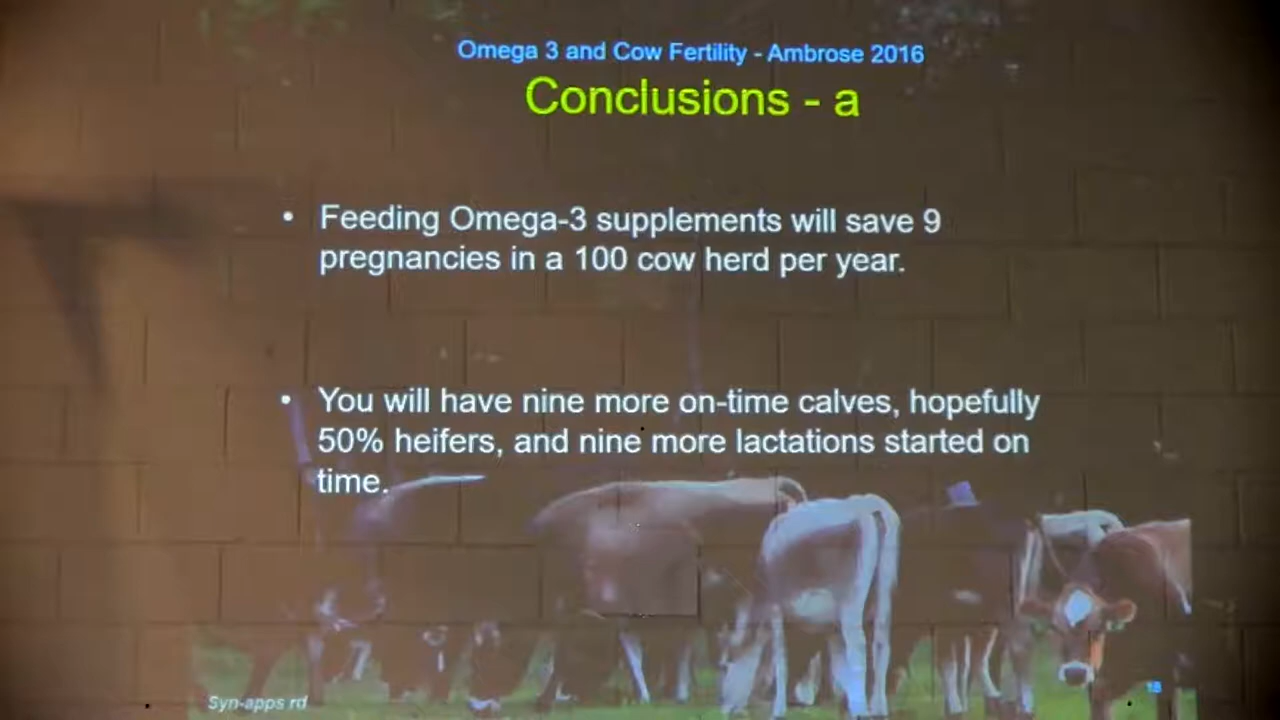 Omega 3 and Cow Fertility - Ambrose 2016
Conclusions - a
• Feeding Omega-3 supplements will save 9
pregnancies in a 100 cow herd per year.
• You will have nine more on-time calves, hopefully
50% heifers, and nine more lactations started on
time.
Syn-apps rd